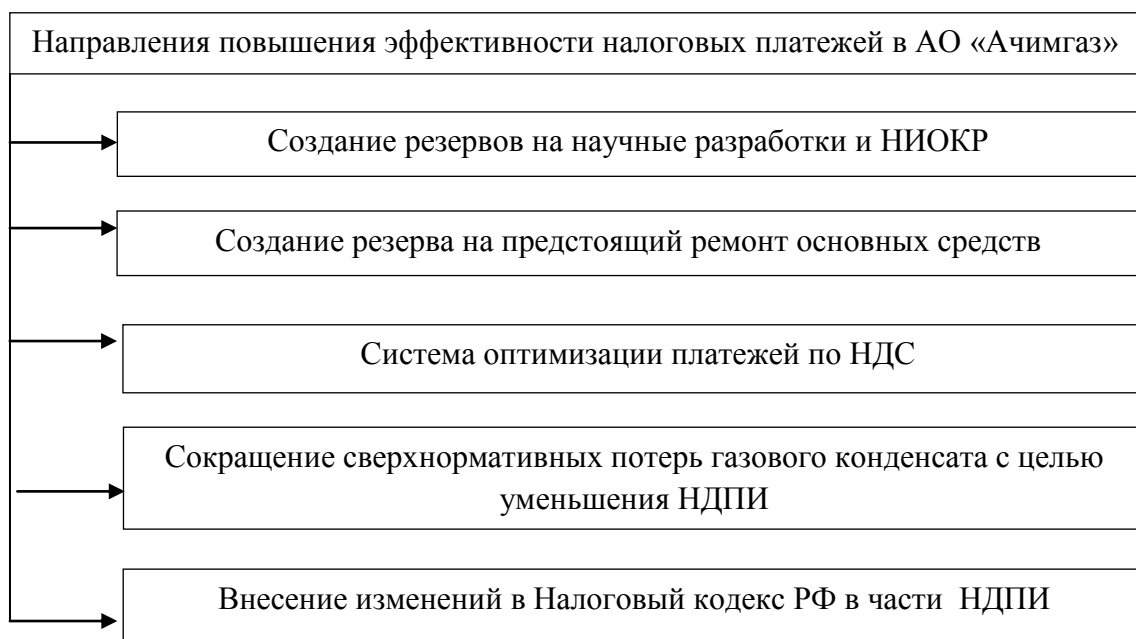 Направления повышения эффективности налоговых платежей в АО «Ачимгаз»
Создание резервов на научные разработки и НИОКР
Создание резерва на предстоящий ремонт основных средств
Система оптимизации платежей по НДС
Сокращение сверхнормативных потерь газового конденсата с целью
уменьшения НДПИ
Внесение изменений в Налоговый кодекс РФ в части НДПИ